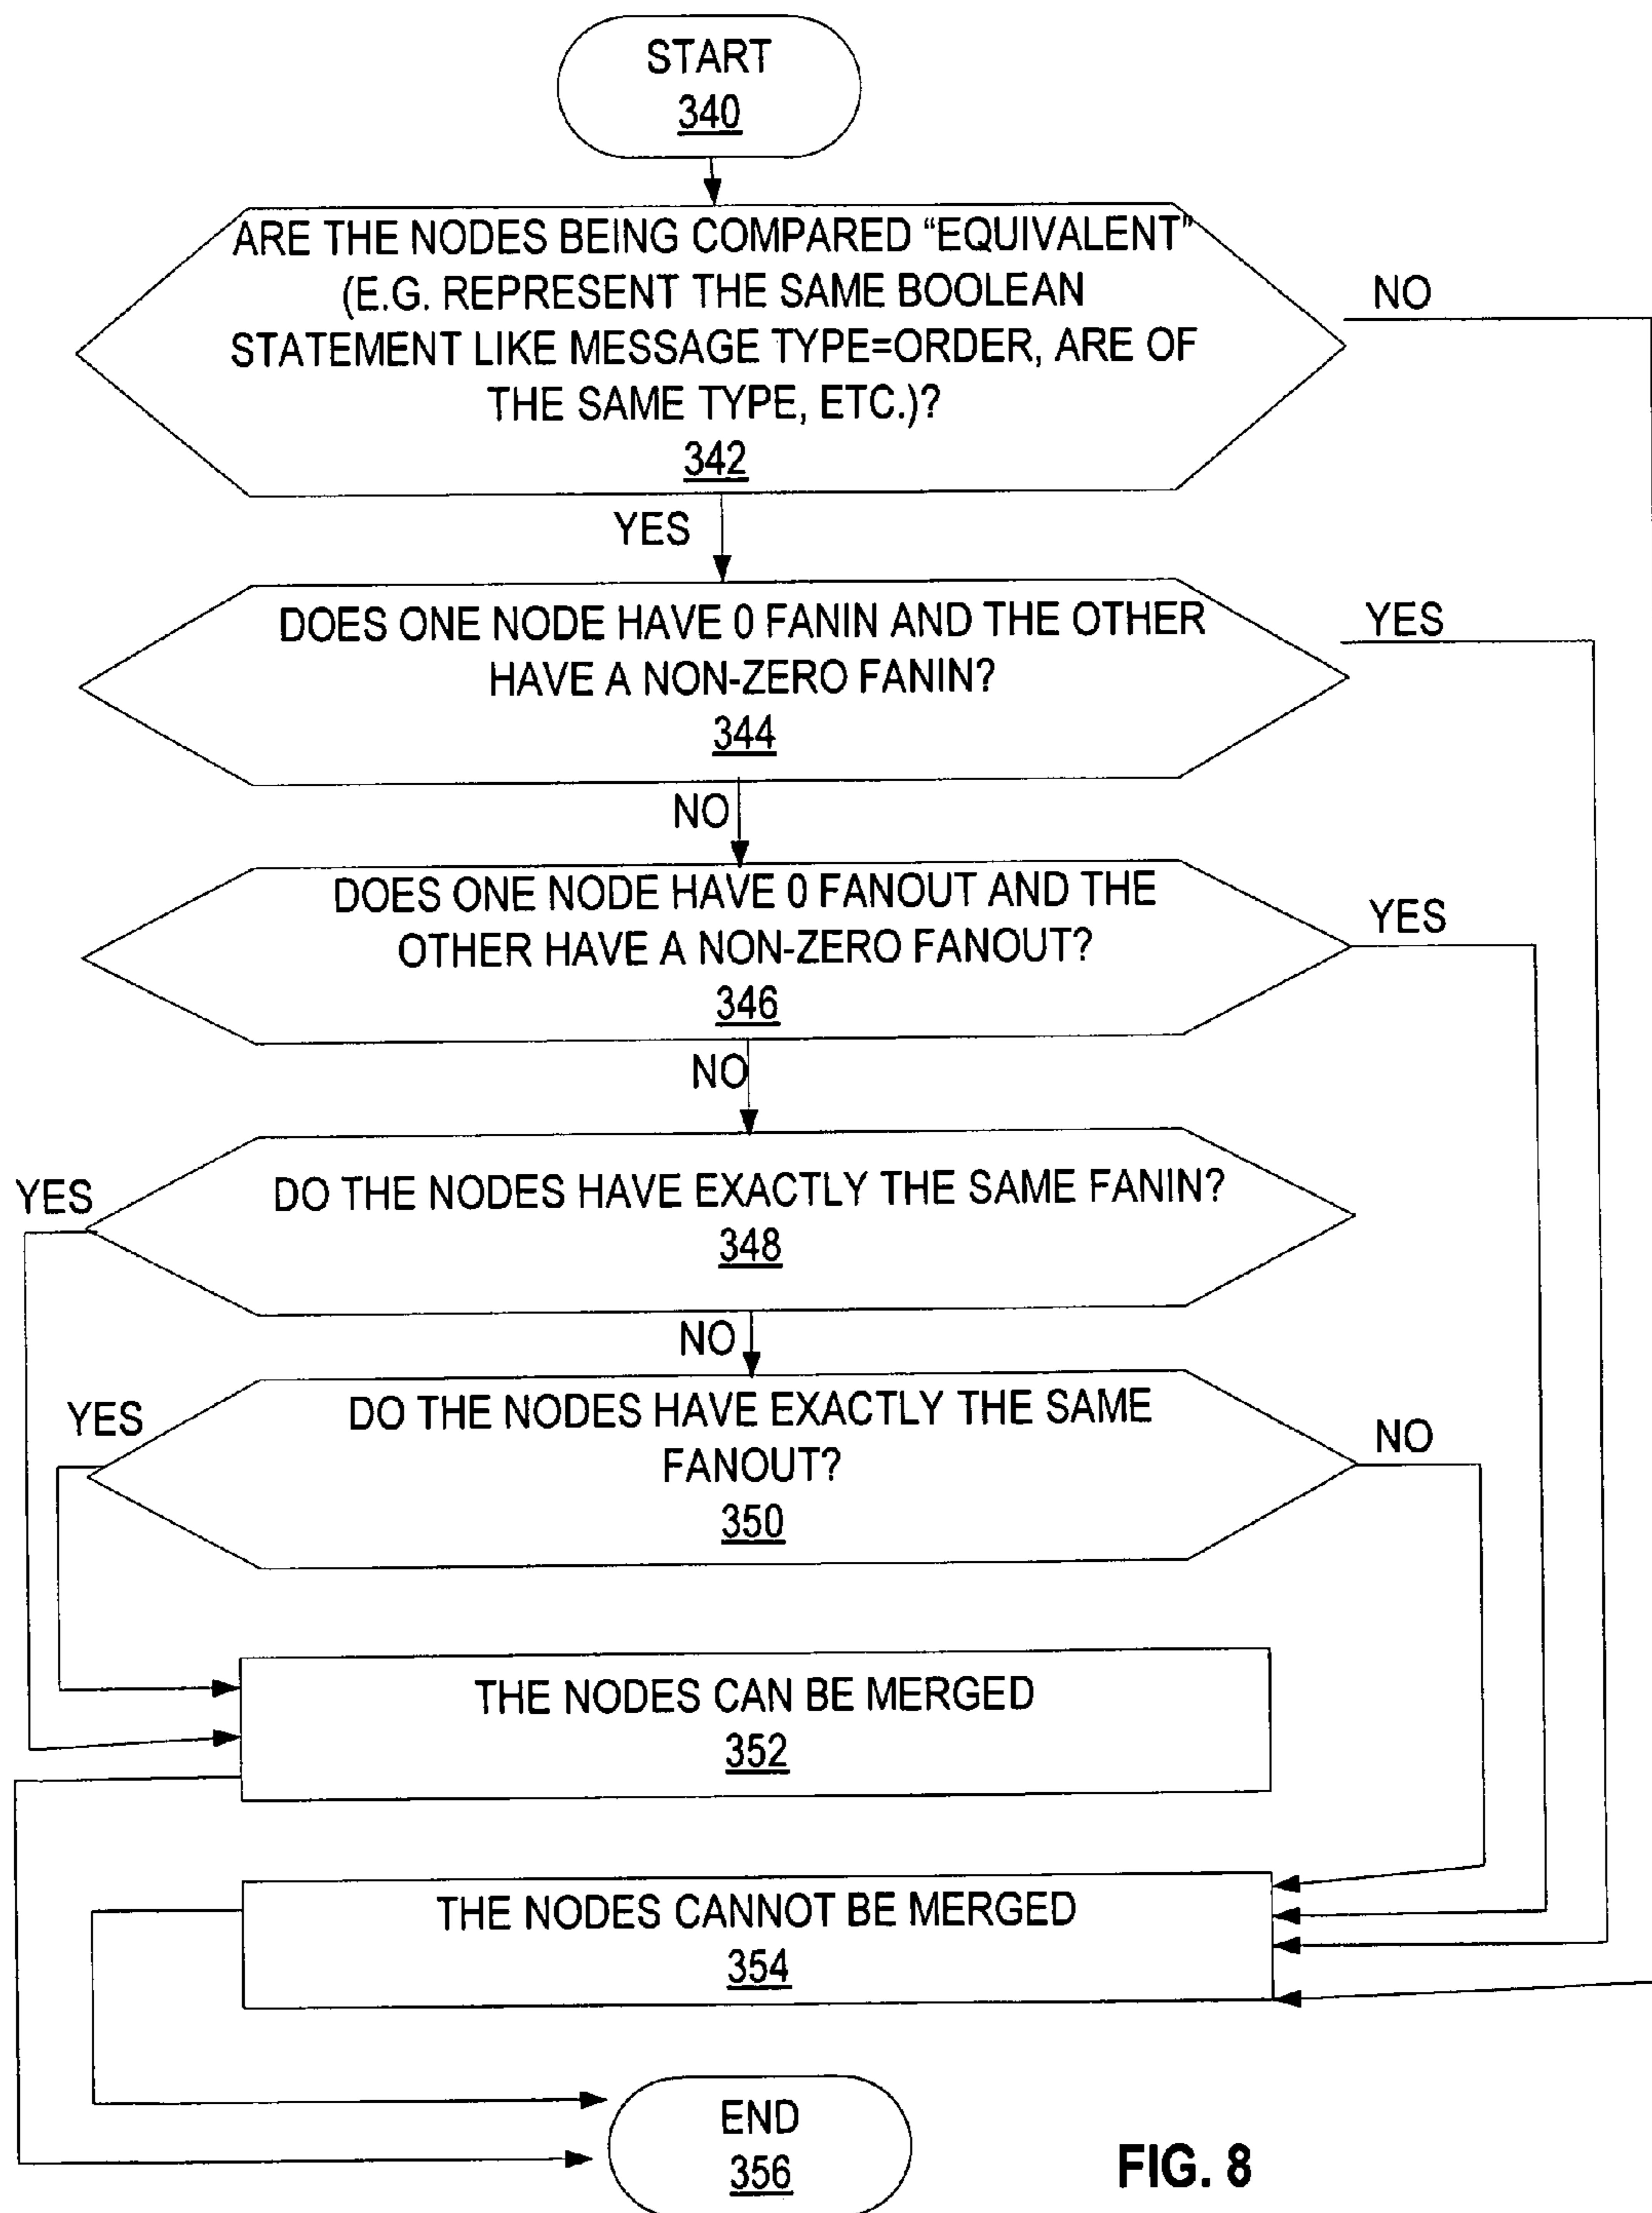 START
340
ARE THE NODES BEING COMPARED “EQUIVALENT”
(E.G. REPRESENT THE SAME BOOLEAN
STATEMENT LIKE MESSAGE TYPE=ORDER, ARE OF
THE SAME TYPE, ETC.)?
342
NO
YES
DOES ONE NODE HAVE 0 FANIN AND THE OTHER
HAVE A NON-ZERO FANIN?
344
YES
NO
DOES ONE NODE HAVE 0 FANOUT AND THE
OTHER HAVE A NON-ZERO FANOUT?
346
YES
NO
YES
DO THE NODES HAVE EXACTLY THE SAME FANIN?
348
NO
YES
DO THE NODES HAVE EXACTLY THE SAME
FANOUT?
350
NO
THE NODES CAN BE MERGED
352
THE NODES CANNOT BE MERGED
354
END
356
FIG. 8